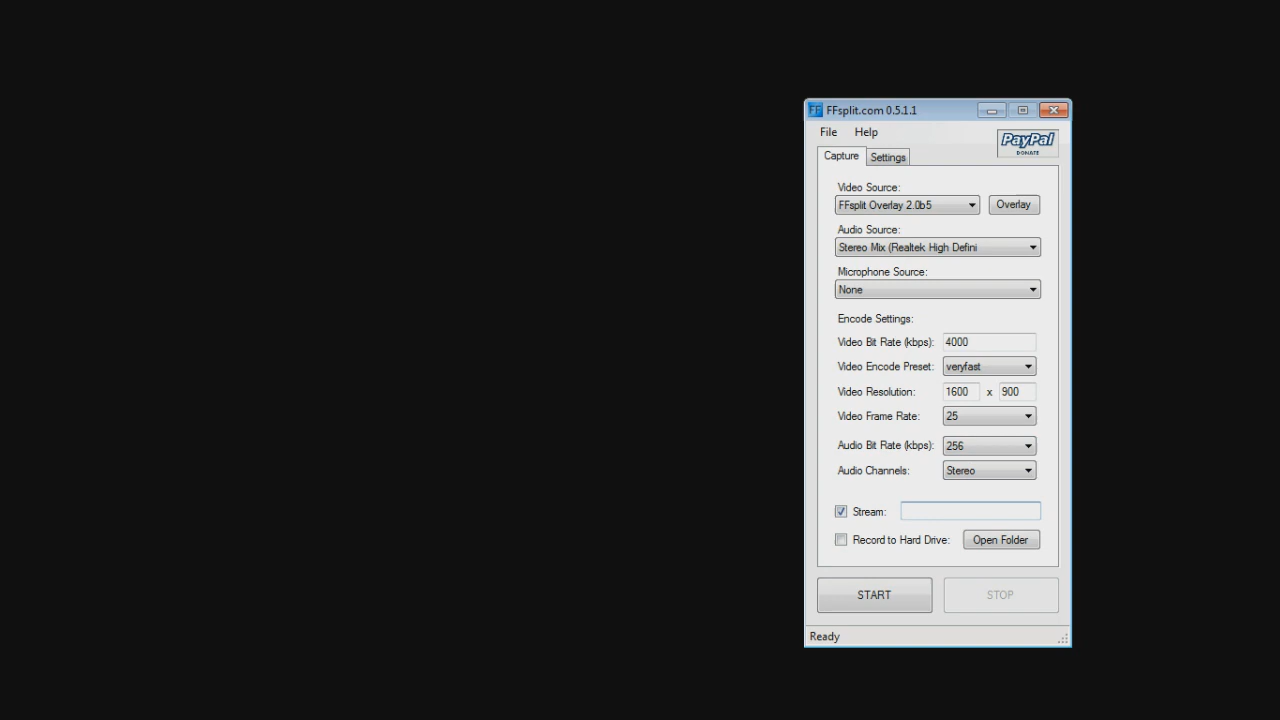 FF FFsplit.com 0.5.1.1
File Help
PayPal
DONATE
Capture Settings
Video Source:
FFsplit Overlay 2.0b5 Overlay
Audio Source:
Stereo Mix (Realtek High Defini
Microphone Source:
None
Encode Settings:
Video Bit Rate (kbps): 4000
Video Encode Preset: veryfast
Video Resolution: 1600 x 900
Video Frame Rate: 25
Audio Bit Rate (kbps): 256
Audio Channels: Stereo
Stream:
Record to Hard Drive: Open Folder
START STOP
Ready